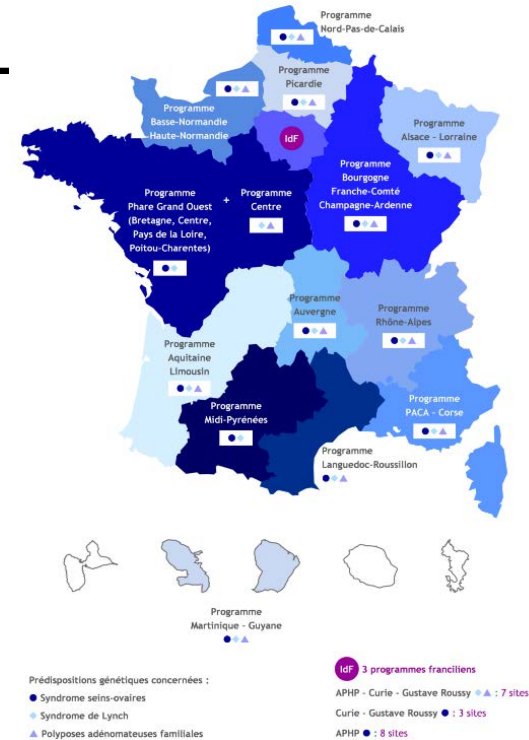 Programme
Nord-Pas-de-Calais
Programme
Picardie
Programme
Basse-Normandie
Haute-Normandie
IdF
Programme
Alsace - Lorraine
Programme
Bourgogne
Franche-Comté
Champagne-Ardenne
Programme
Phare Grand Ouest
(Bretagne, Centre,
Pays de la Loire,
Poitou-Charentes)
+
Programme
Centre
Programme
Auvergne
Programme
Rhône-Alpes
Programme
Aquitaine
Limousin
Programme
Midi-Pyrénées
Programme
PACA - Corse
Programme
Languedoc-Roussillon
Programme
Martinique - Guyane
Prédispositions génétiques concernées :
Syndrome seins-ovaires
Syndrome de Lynch
Polyposes adénomateuses familiales
IdF 3 programmes franciliens
APHP - Curie - Gustave Roussy : 7 sites
Curie - Gustave Roussy : 3 sites
APHP : 8 sites